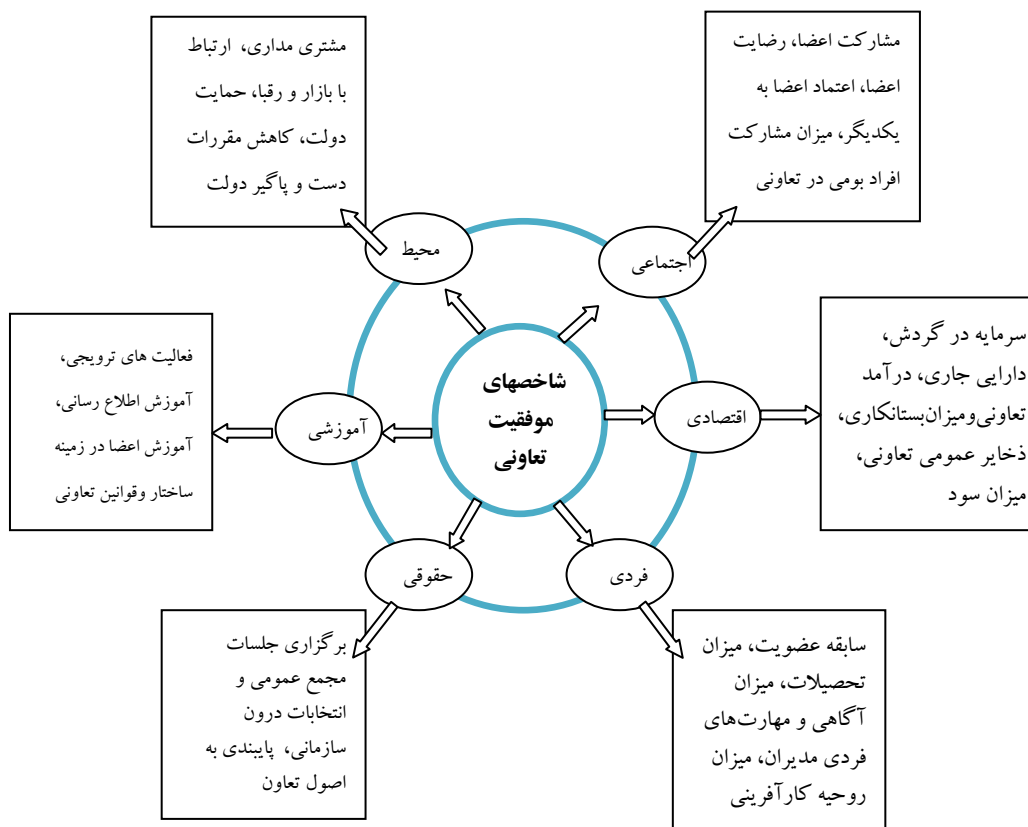 مشارکت اعضا، رضایت
اعضا، اعتماد اعضا به
یکدیگر، میزان مشارکت
افراد بومی در تعاونی
مشتری مداری، ارتباط
با بازار و رقبا، حمایت
دولت، کاهش مقررات
دست و پاگیر دولت
اجتماعی
محیط
سرمایه در گردش،
دارایی جاری، درآمد
تعاونی‌ومیزان‌بستانکاری،
ذخایر عمومی تعاونی،
میزان سود
اقتصادی
شاخصهای
موفقیت
تعاونی
آموزشی
فعالیت های ترویجی،
آموزش اطلاع رسانی،
آموزش اعضا در زمینه
ساختار وقوانین تعاونی
فردی
حقوقی
سابقه عضویت، میزان
تحصیلات، میزان
آگاهی و مهارت‌های
فردی مدیران، میزان
روحیه کارآفرینی
برگزاری جلسات
مجمع عمومی و
انتخابات درون
سازمانی، پایبندی به
اصول تعاون